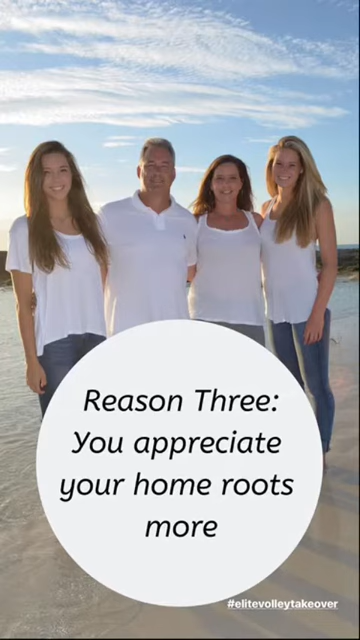 Reason Three:
You appreciate
your home roots
more
#elitevolleytakeover